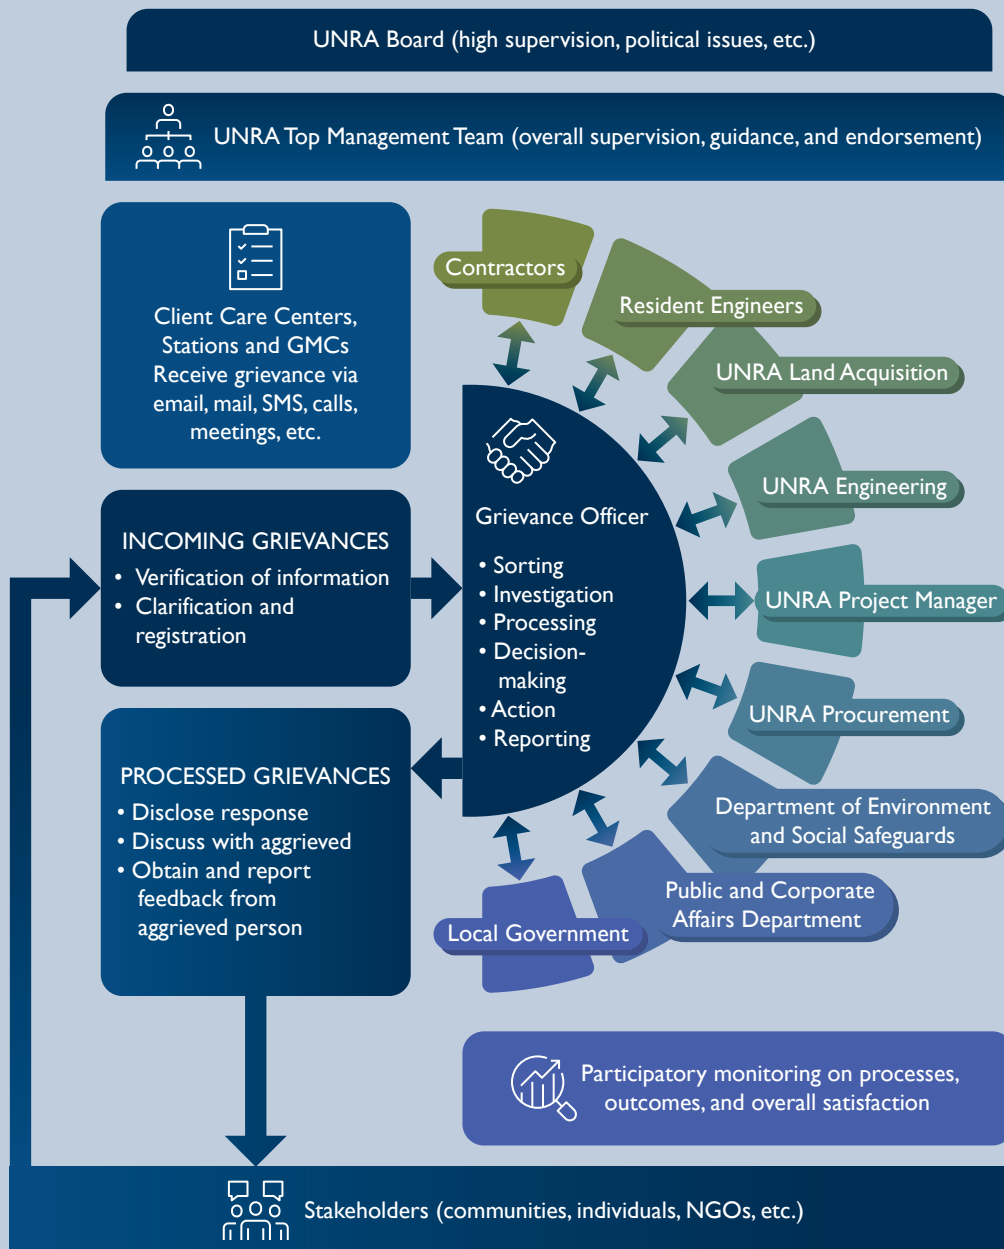 UNRA Board (high supervision, political issues, etc.)
UNRA Top Management Team (overall supervision, guidance, and endorsement)
Client Care Centers,
Stations and GMCs
Receive grievance via
email, mail, SMS, calls,
meetings, etc.
INCOMING GRIEVANCES
• Verification of information
• Clarification and
registration
PROCESSED GRIEVANCES
• Disclose response
• Discuss with aggrieved
• Obtain and report
feedback from
aggrieved person
Grievance Officer
• Sorting
• Investigation
• Processing
• Decision-
making
• Action
• Reporting
Contractors
Resident Engineers
UNRA Land Acquisition
UNRA Engineering
UNRA Project Manager
UNRA Procurement
Department of Environment
and Social Safeguards
Public and Corporate
Affairs Department
Local Government
Participatory monitoring on processes,
outcomes, and overall satisfaction
Stakeholders (communities, individuals, NGOs, etc.)